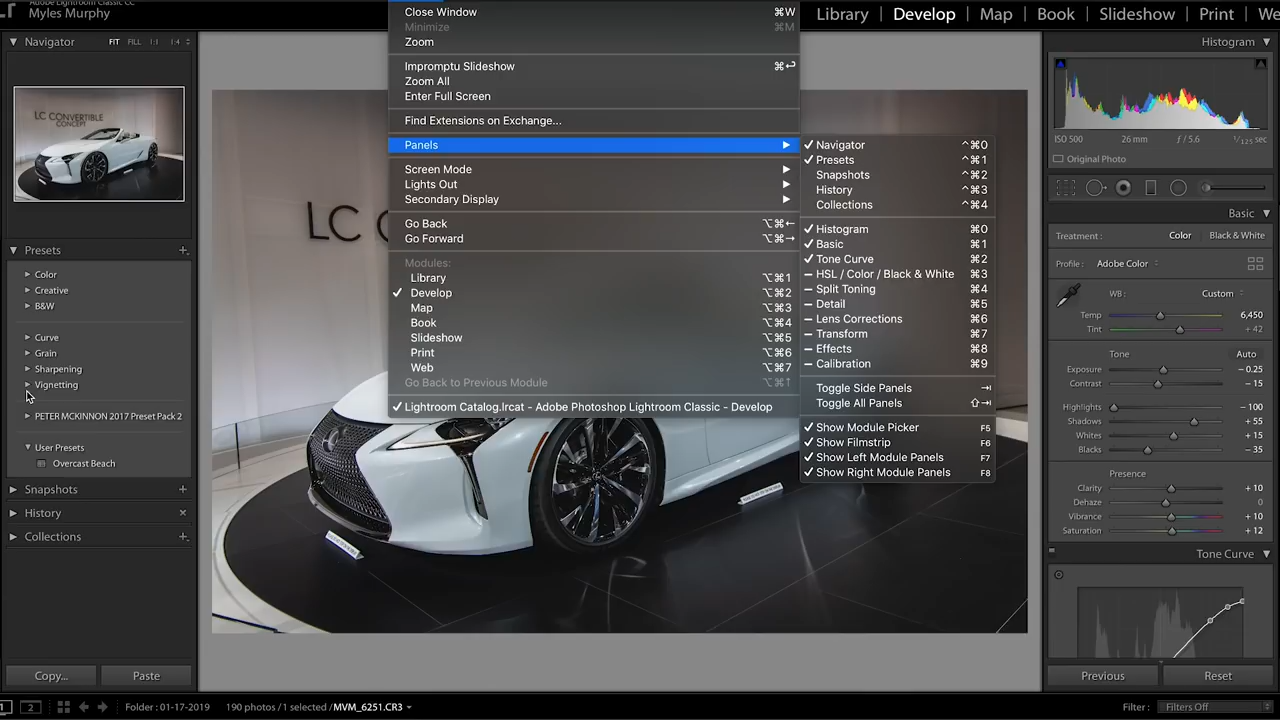 Adobe Lightroom Classic CC
Myles Murphy
Library | Develop | Map | Book | Slideshow | Print | We
Navigator FIT FILL 1:1 1:4
LC CONVERTIBLE
CONCEPT
Presets +
Color
Creative
B&W
Curve
Grain
Sharpening
Vignetting
PETER MCKINNON 2017 Preset Pack 2
User Presets
Overcast Beach
Snapshots +
History ×
Collections +
Copy... Paste
Close Window ⌘W
Minimize ⌘M
Zoom
Impromptu Slideshow ⌘↩
Zoom All
Enter Full Screen
Find Extensions on Exchange...
Panels
Screen Mode
Lights Out
Secondary Display
Go Back ⌥⌘←
Go Forward ⌥⌘→
Modules:
Library ⌥⌘1
✓ Develop ⌥⌘2
Map ⌥⌘3
Book ⌥⌘4
Slideshow ⌥⌘5
Print ⌥⌘6
Web ⌥⌘7
Go Back to Previous Module ⌥⌘↑
✓ Lightroom Catalog.lrcat - Adobe Photoshop Lightroom Classic - Develop
✓ Navigator ^⌘0
✓ Presets ^⌘1
Snapshots ^⌘2
History ^⌘3
Collections ^⌘4
✓ Histogram ⌘0
✓ Basic ⌘1
✓ Tone Curve ⌘2
– HSL / Color / Black & White ⌘3
– Split Toning ⌘4
– Detail ⌘5
– Lens Corrections ⌘6
– Transform ⌘7
– Effects ⌘8
– Calibration ⌘9
Toggle Side Panels ⇥
Toggle All Panels ⇧⇥
✓ Show Module Picker F5
✓ Show Filmstrip F6
✓ Show Left Module Panels F7
✓ Show Right Module Panels F8
LC C
Histogram
ISO 500 26 mm ƒ / 5.6 1/125 sec
Original Photo
Basic
Treatment : Color Black & White
Profile : Adobe Color
WB : Custom
Temp 6,450
Tint + 42
Tone Auto
Exposure – 0.25
Contrast – 15
Highlights – 100
Shadows + 55
Whites + 15
Blacks – 35
Presence
Clarity + 10
Dehaze 0
Vibrance + 10
Saturation + 12
Tone Curve
Previous Reset
1 2 Folder : 01-17-2019 190 photos / 1 selected / MVM_6251.CR3 Filter : Filters Off